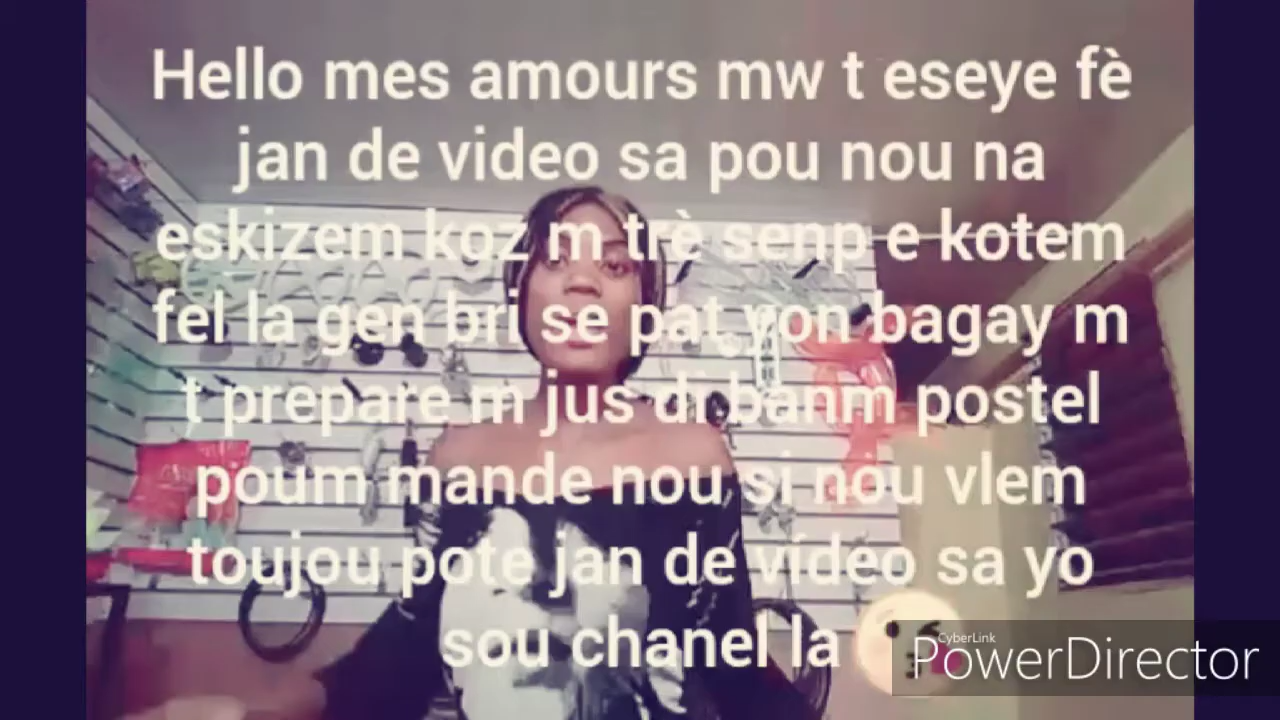 Hello mes amours mw t eseye fè
jan de video sa pou nou na
eskizem koz m trè senp e kotem
fel la gen bri se pat yon bagay m
t prepare m jus di banm postel
poum mande nou si nou vlem
toujou pote jan de video sa yo
sou chanel la
CyberLink
PowerDirector